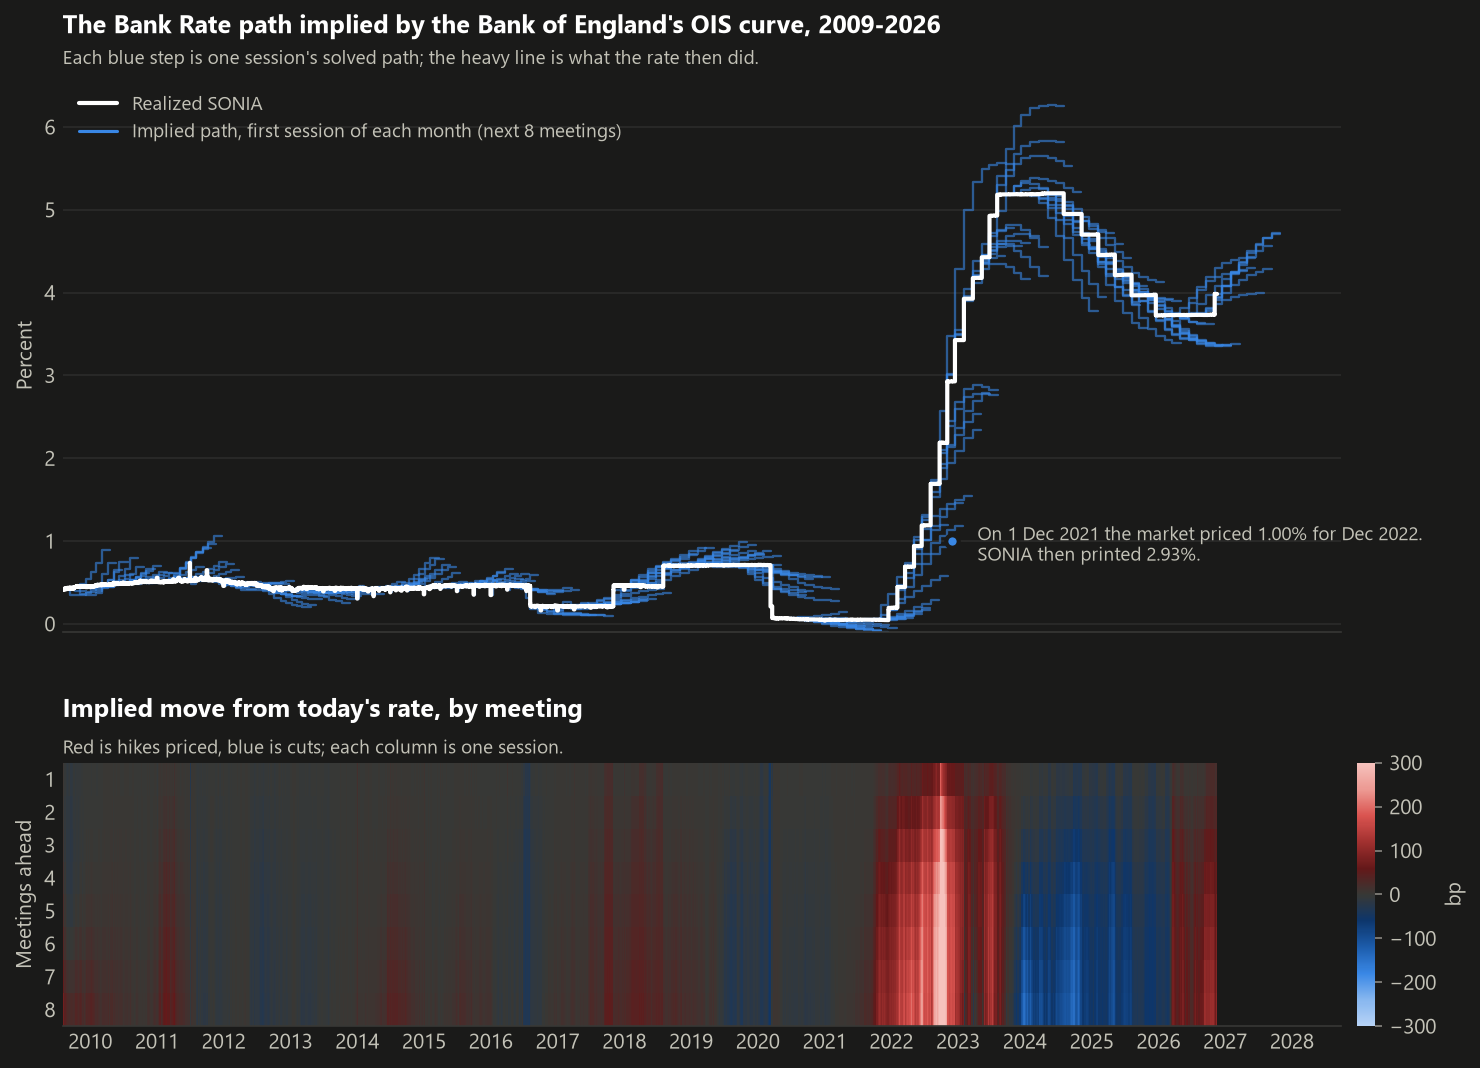 The Bank Rate path implied by the Bank of England's OIS curve, 2009-2026
Each blue step is one session's solved path; the heavy line is what the rate then did.
Realized SONIA
Implied path, first session of each month (next 8 meetings)
Percent
6
5
4
3
2
1
0
On 1 Dec 2021 the market priced 1.00% for Dec 2022.
SONIA then printed 2.93%.
Implied move from today's rate, by meeting
Red is hikes priced, blue is cuts; each column is one session.
Meetings ahead
1
2
3
4
5
6
7
8
2010 2011 2012 2013 2014 2015 2016 2017 2018 2019 2020 2021 2022 2023 2024 2025 2026 2027 2028
300
200
100
0
−100
−200
−300
bp